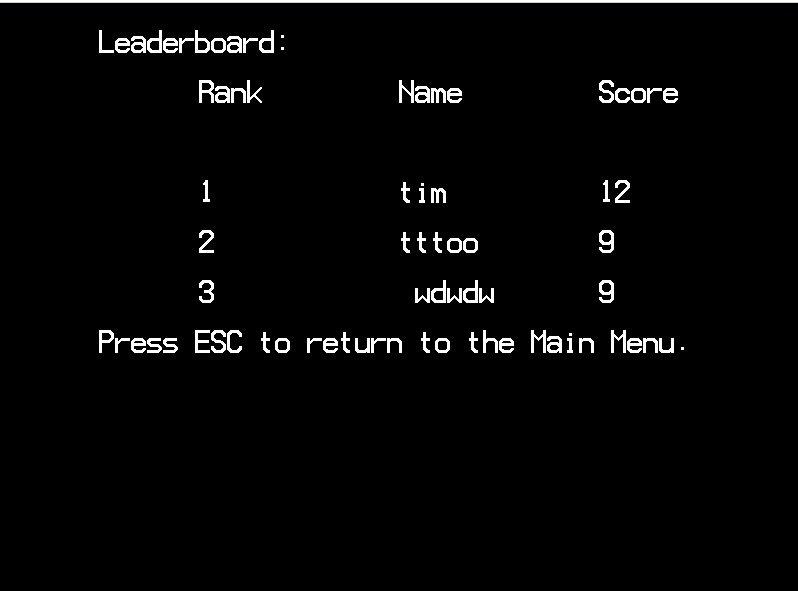 Leaderboard:
Rank Name Score
1 tim 12
2 tttoo 9
3 wdwdw 9
Press ESC to return to the Main Menu.